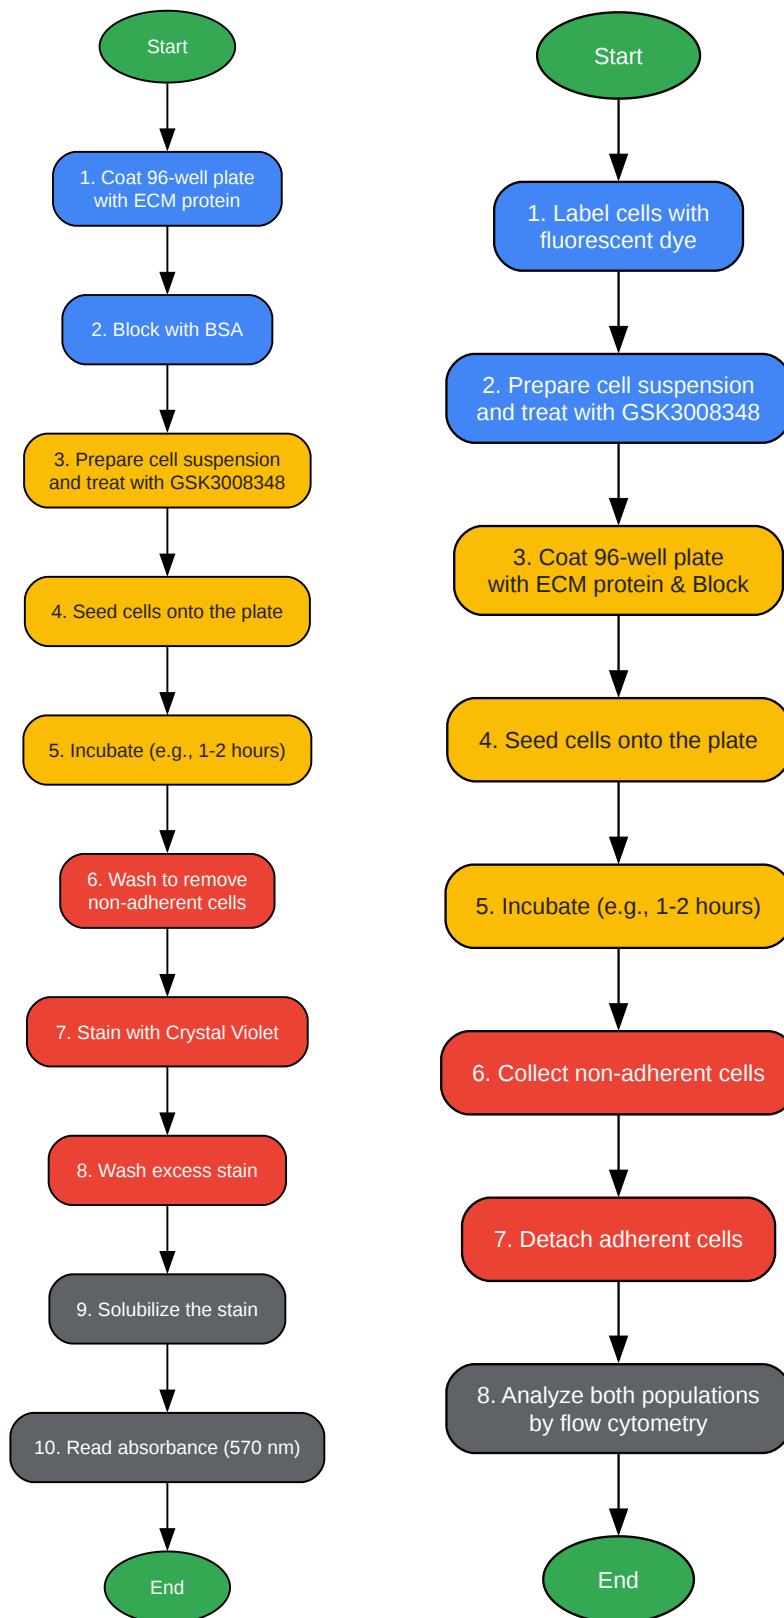 Start
1. Coat 96-well plate
with ECM protein
2. Block with BSA
3. Prepare cell suspension
and treat with GSK3008348
4. Seed cells onto the plate
5. Incubate (e.g., 1-2 hours)
6. Wash to remove
non-adherent cells
7. Stain with Crystal Violet
8. Wash excess stain
9. Solubilize the stain
10. Read absorbance (570 nm)
End
Start
1. Label cells with
fluorescent dye
2. Prepare cell suspension
and treat with GSK3008348
3. Coat 96-well plate
with ECM protein & Block
4. Seed cells onto the plate
5. Incubate (e.g., 1-2 hours)
6. Collect non-adherent cells
7. Detach adherent cells
8. Analyze both populations
by flow cytometry
End